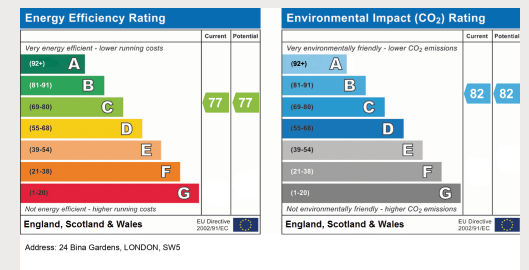 Energy Efficiency Rating
Current Potential
Very energy efficient - lower running costs
(92+) A
(81-91) B
(69-80) C
77 77
(55-68) D
(39-54) E
(21-38) F
(1-20) G
Not energy efficient - higher running costs
England, Scotland & Wales
EU Directive
2002/91/EC
Environmental Impact (CO₂) Rating
Current Potential
Very environmentally friendly - lower CO₂ emissions
(92+) A
(81-91) B
82 82
(69-80) C
(55-68) D
(39-54) E
(21-38) F
(1-20) G
Not environmentally friendly - higher CO₂ emissions
England, Scotland & Wales
EU Directive
2002/91/EC
Address: 24 Bina Gardens, LONDON, SW5